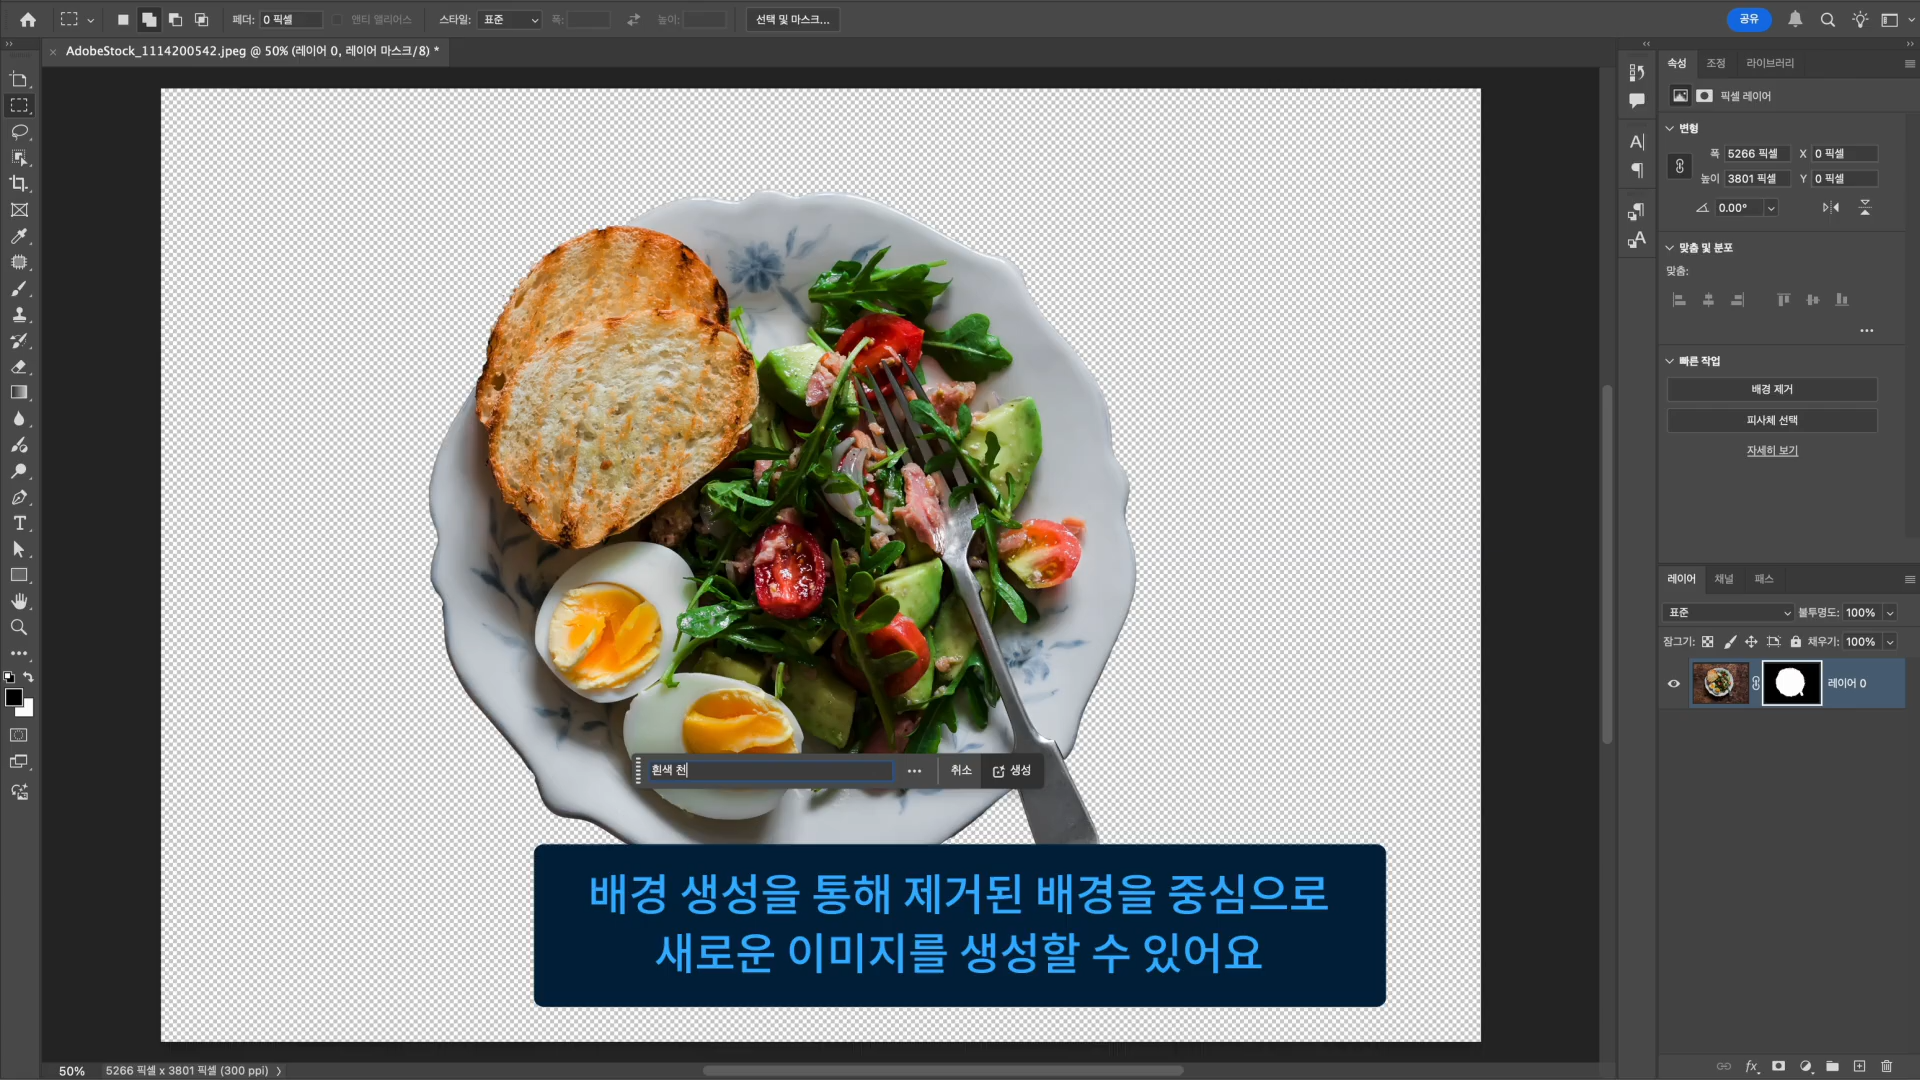 페더: 0 픽셀 앤티 앨리어스 스타일: 표준 폭: 높이: 선택 및 마스크... 공유
AdobeStock_1114200542.jpeg @ 50% (레이어 0, 레이어 마스크/8) *
속성 조정 라이브러리
픽셀 레이어
변형
폭 5266 픽셀 X 0 픽셀
높이 3801 픽셀 Y 0 픽셀
0.00°
맞춤 및 분포
맞춤:
빠른 작업
배경 제거
피사체 선택
자세히 보기
레이어 채널 패스
표준 불투명도: 100%
잠그기: 채우기: 100%
레이어 0
흰색 천 취소 생성
배경 생성을 통해 제거된 배경을 중심으로
새로운 이미지를 생성할 수 있어요
50% 5266 픽셀 x 3801 픽셀 (300 ppi)